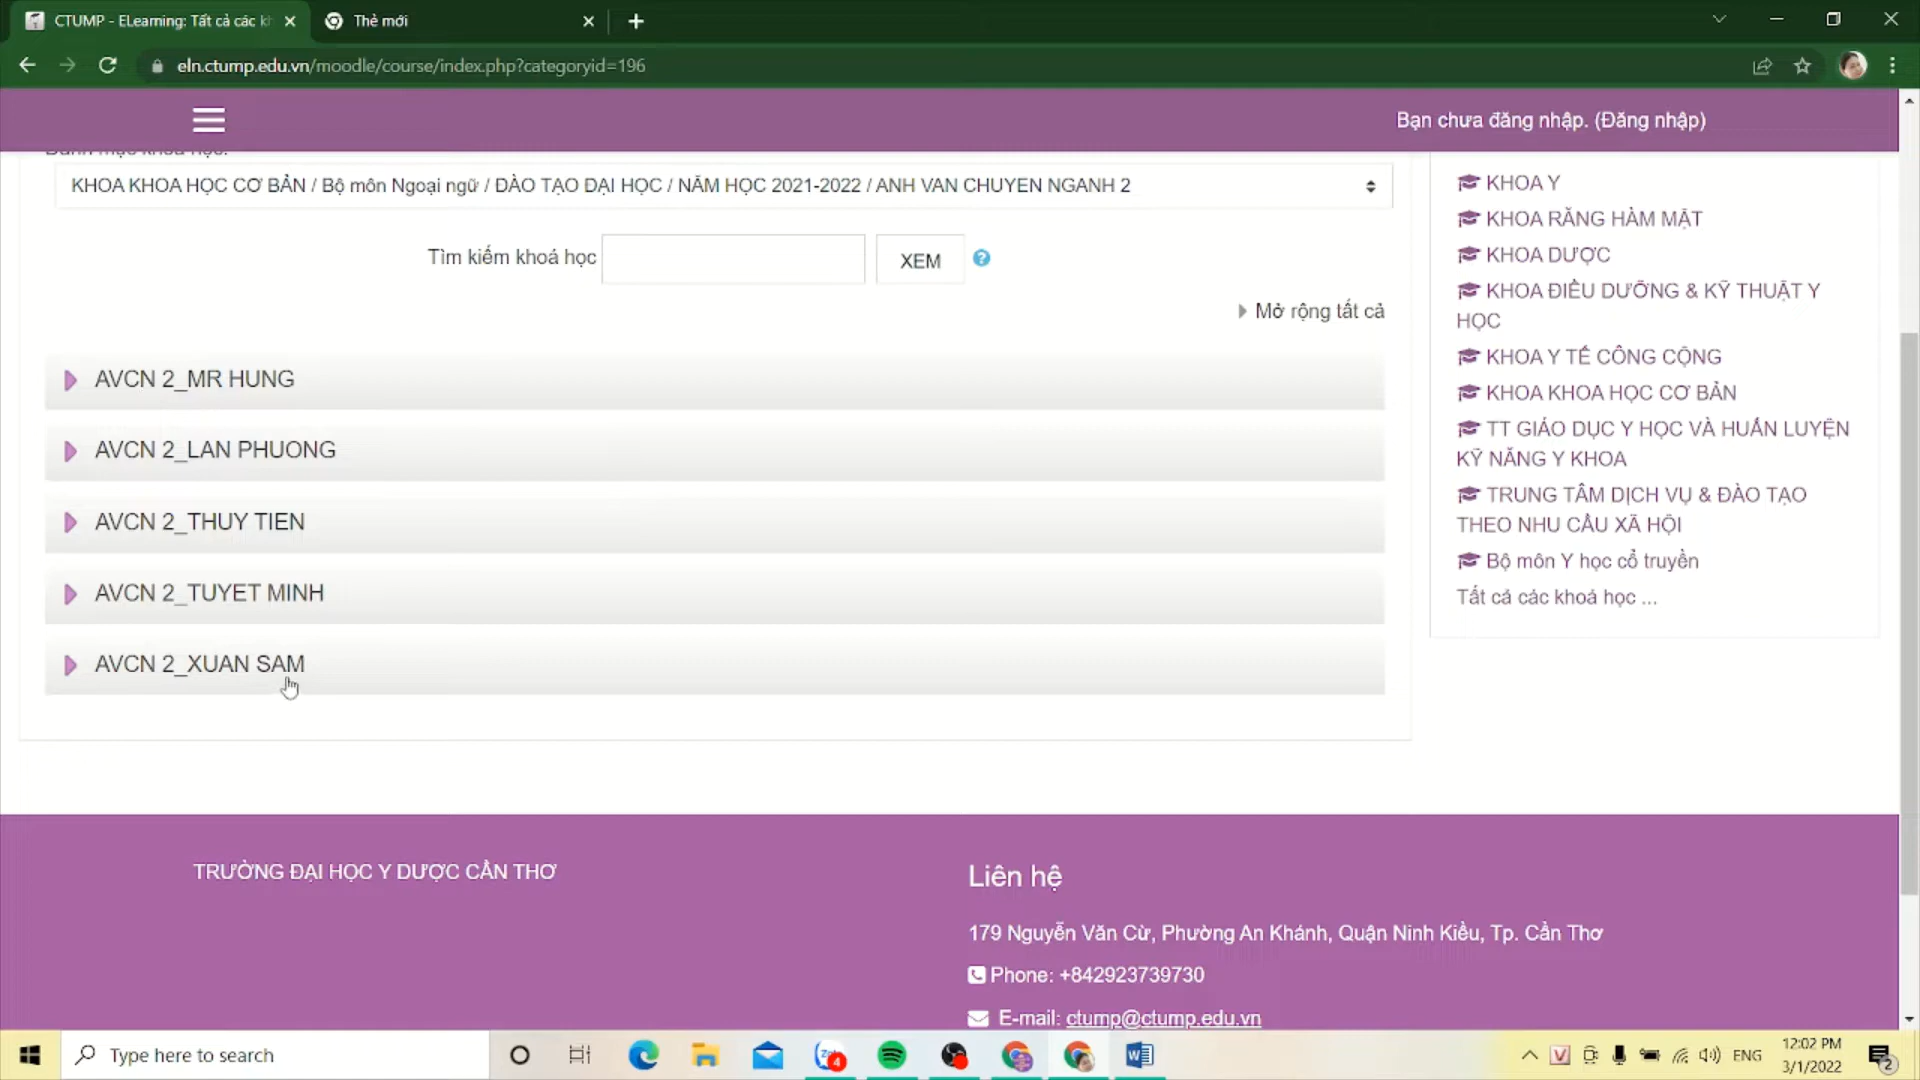 CTUMP - ELearning: Tất cả các kh
Thẻ mới
eln.ctump.edu.vn/moodle/course/index.php?categoryid=196
Bạn chưa đăng nhập. (Đăng nhập)
Danh mục khoá học:
KHOA KHOA HỌC CƠ BẢN / Bộ môn Ngoại ngữ / ĐÀO TẠO ĐẠI HỌC / NĂM HỌC 2021-2022 / ANH VAN CHUYEN NGANH 2
Tìm kiếm khoá học
XEM
Mở rộng tất cả
AVCN 2_MR HUNG
AVCN 2_LAN PHUONG
AVCN 2_THUY TIEN
AVCN 2_TUYET MINH
AVCN 2_XUAN SAM
KHOA Y
KHOA RĂNG HÀM MẶT
KHOA DƯỢC
KHOA ĐIỀU DƯỠNG & KỸ THUẬT Y
HỌC
KHOA Y TẾ CÔNG CỘNG
KHOA KHOA HỌC CƠ BẢN
TT GIÁO DỤC Y HỌC VÀ HUẤN LUYỆN
KỸ NĂNG Y KHOA
TRUNG TÂM DỊCH VỤ & ĐÀO TẠO
THEO NHU CẦU XÃ HỘI
Bộ môn Y học cổ truyền
Tất cả các khoá học ...
TRƯỜNG ĐẠI HỌC Y DƯỢC CẦN THƠ
Liên hệ
179 Nguyễn Văn Cừ, Phường An Khánh, Quận Ninh Kiều, Tp. Cần Thơ
Phone: +842923739730
E-mail: ctump@ctump.edu.vn
Type here to search
Zalo
4
W
V
ENG
12:02 PM
3/1/2022
2